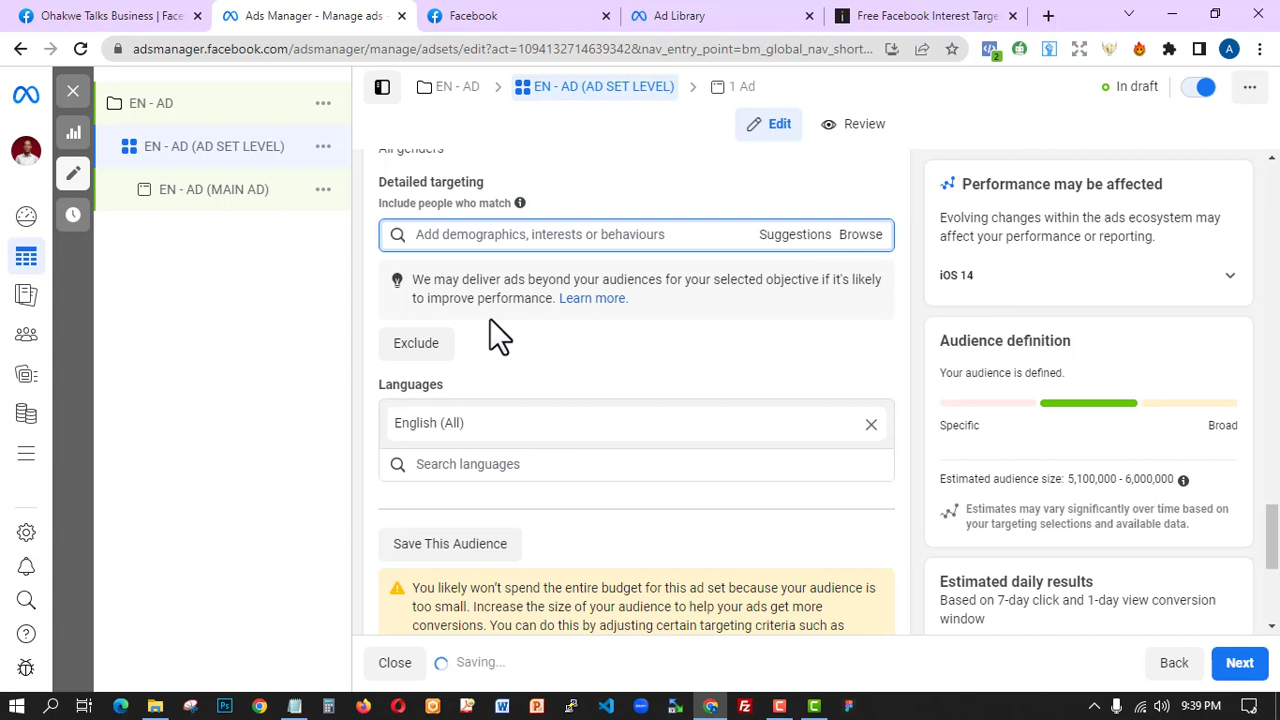 Ohakwe Talks Business | Face
Ads Manager - Manage ads -
Facebook
Ad Library
Free Facebook Interest Targe
adsmanager.facebook.com/adsmanager/manage/adsets/edit?act=1094132714639342&nav_entry_point=bm_global_nav_short...
2
A
EN - AD
EN - AD (AD SET LEVEL)
EN - AD (MAIN AD)
EN - AD
EN - AD (AD SET LEVEL)
1 Ad
In draft
Edit
Review
All genders
Detailed targeting
Include people who match
Add demographics, interests or behaviours
Suggestions
Browse
We may deliver ads beyond your audiences for your selected objective if it's likely
to improve performance. Learn more.
Exclude
Languages
English (All)
Search languages
Save This Audience
You likely won't spend the entire budget for this ad set because your audience is
too small. Increase the size of your audience to help your ads get more
conversions. You can do this by adjusting certain targeting criteria such as
Performance may be affected
Evolving changes within the ads ecosystem may
affect your performance or reporting.
iOS 14
Audience definition
Your audience is defined.
Specific
Broad
Estimated audience size: 5,100,000 - 6,000,000
Estimates may vary significantly over time based on
your targeting selections and available data.
Estimated daily results
Based on 7-day click and 1-day view conversion
window
Close
Saving...
Back
Next
9:39 PM